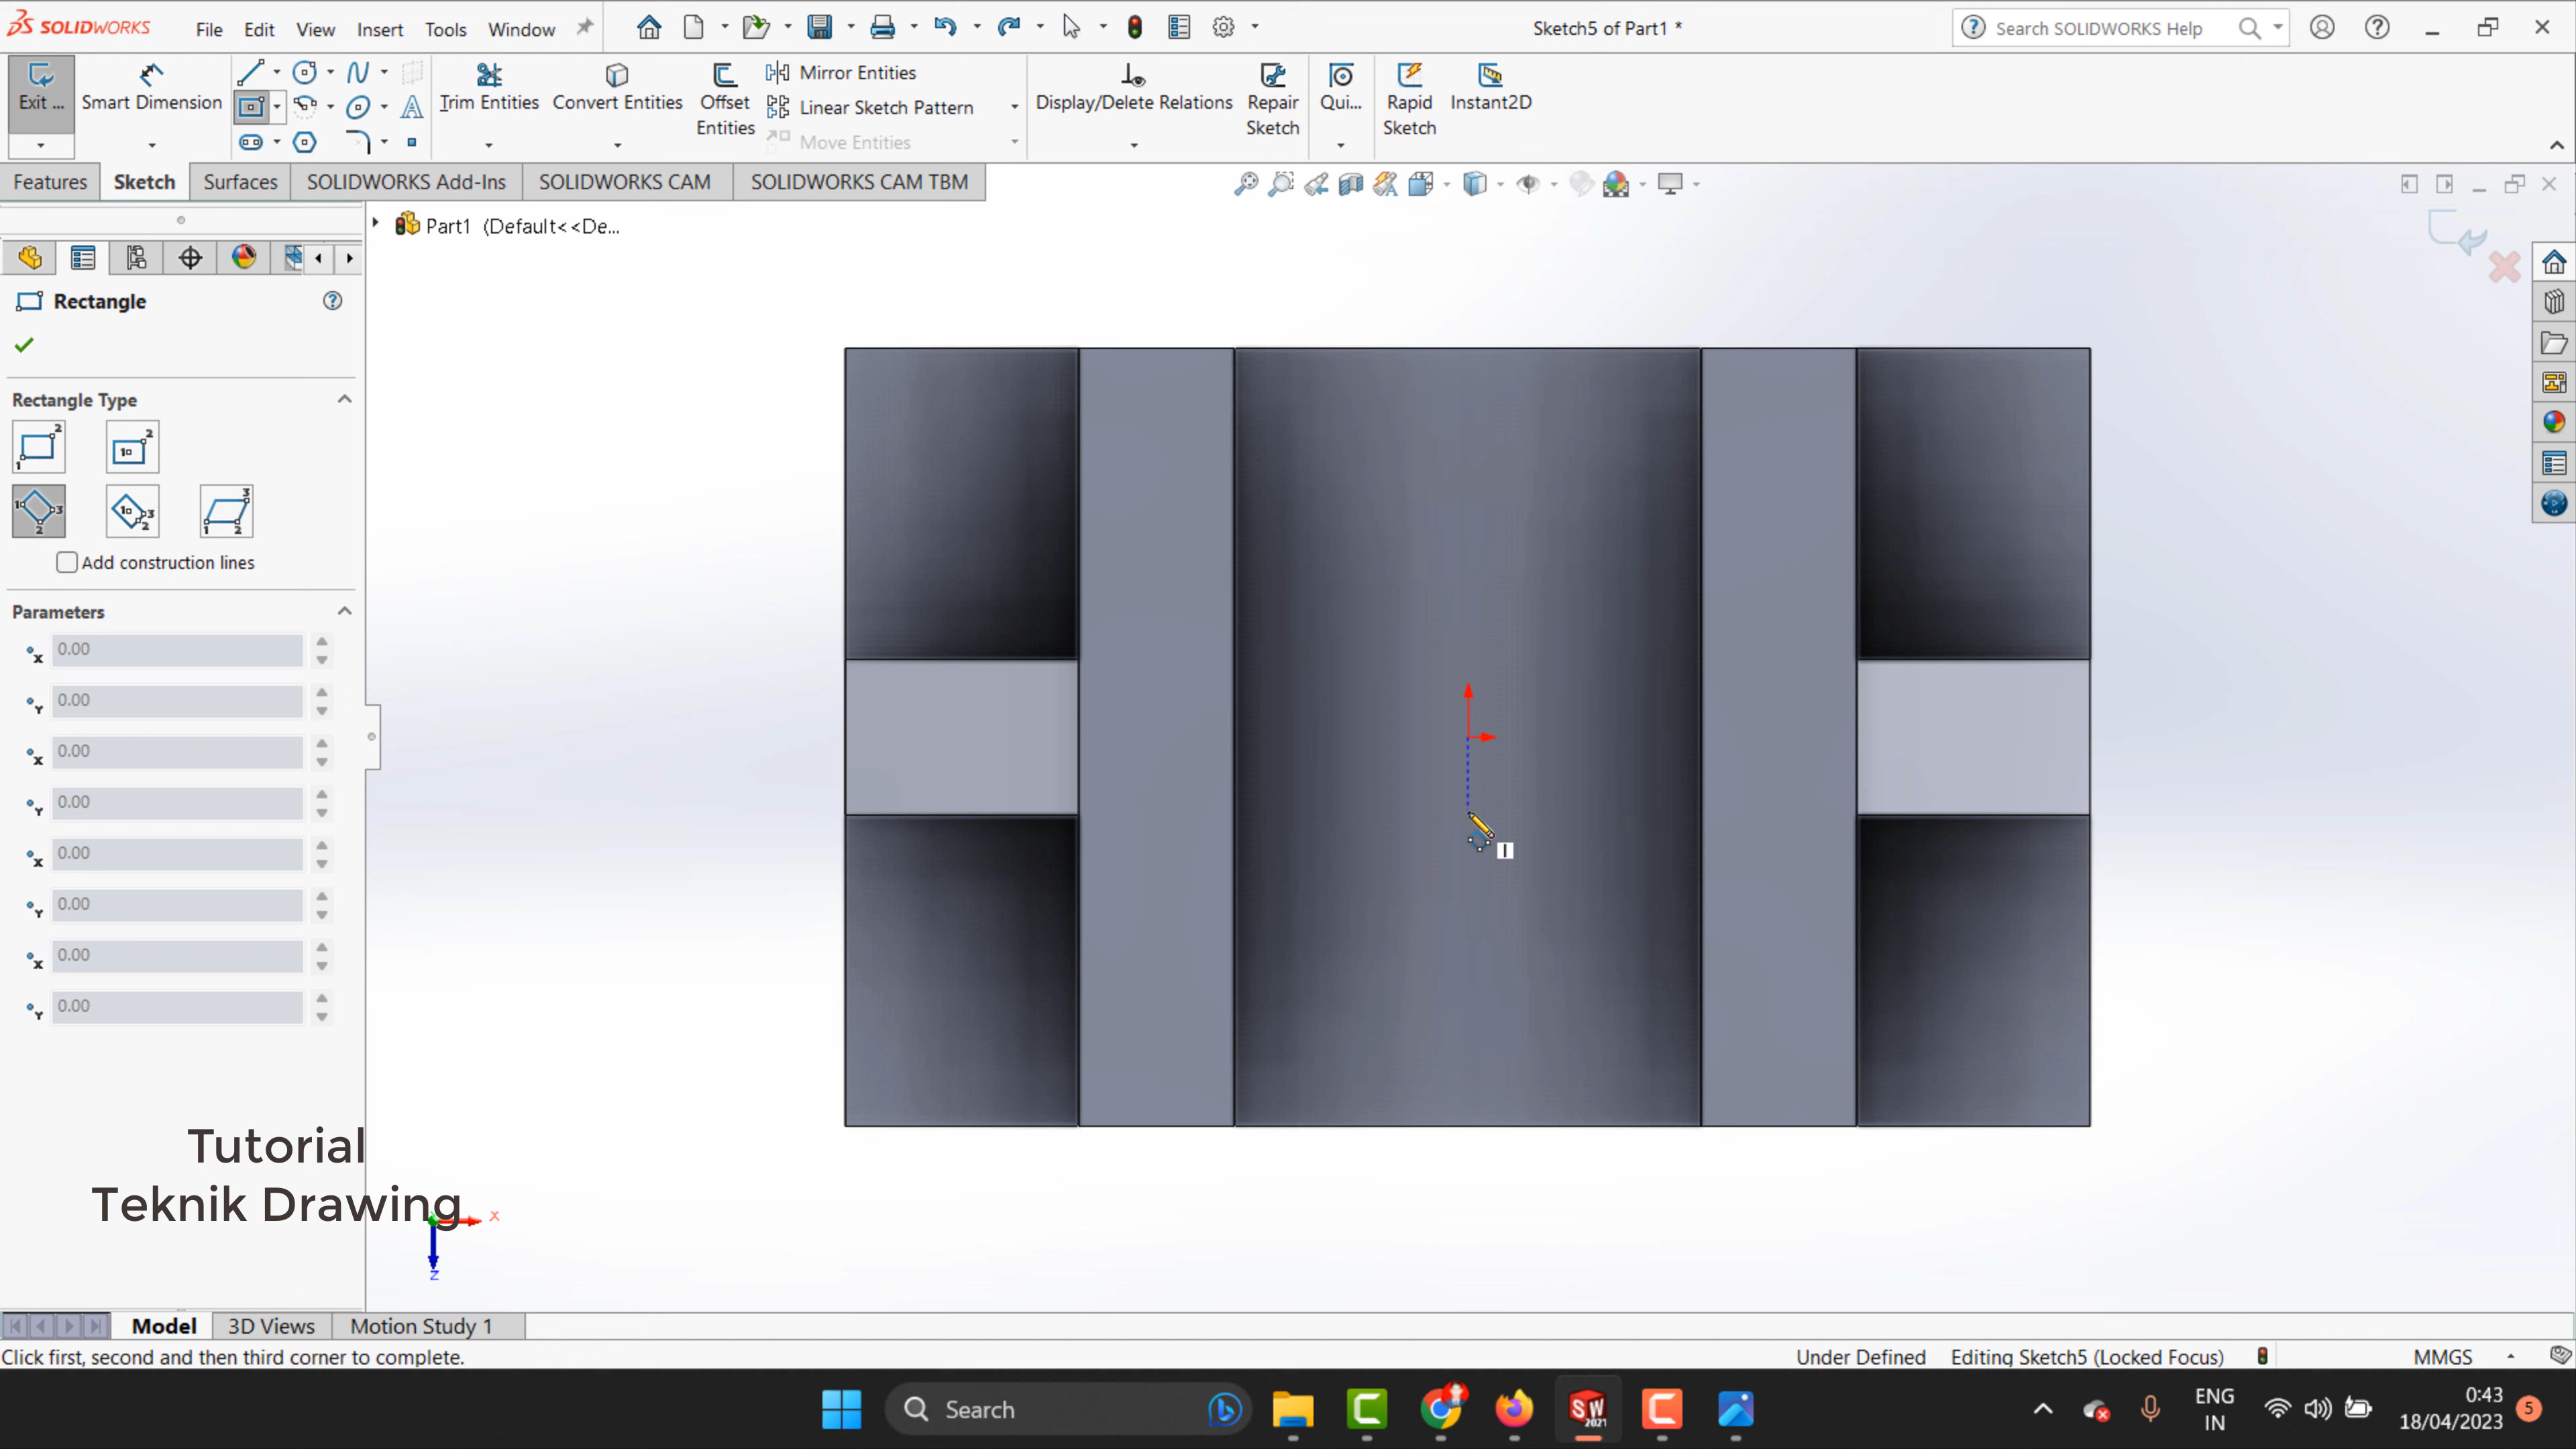 SOLIDWORKS File Edit View Insert Tools Window Sketch5 of Part1 * Search SOLIDWORKS Help
Exit ... Smart Dimension Trim Entities Convert Entities Offset Entities Mirror Entities Linear Sketch Pattern Move Entities Display/Delete Relations Repair Sketch Qui... Rapid Sketch Instant2D
Features Sketch Surfaces SOLIDWORKS Add-Ins SOLIDWORKS CAM SOLIDWORKS CAM TBM
Part1 (Default<<De...
Rectangle
Rectangle Type
Add construction lines
Parameters
x 0.00
Y 0.00
x 0.00
Y 0.00
x 0.00
Y 0.00
x 0.00
Y 0.00
Tutorial
Teknik Drawing
x
z
Model 3D Views Motion Study 1
Click first, second and then third corner to complete. Under Defined Editing Sketch5 (Locked Focus) MMGS
Search SW 2021 ENG 0:43 5
IN 18/04/2023